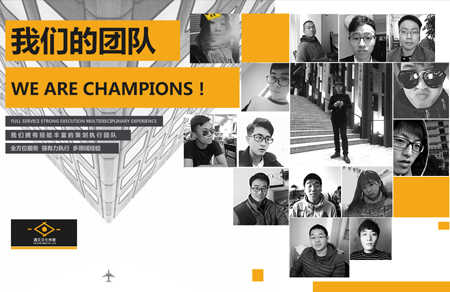 我们的团队
WE ARE CHAMPIONS！
FULL SERVICE STRONG EXECUTION MULTIDISCIPLINARY EXPERIENCE
我们拥有经验丰富的策划执行团队
全方位服务 强有力执行 多领域经验